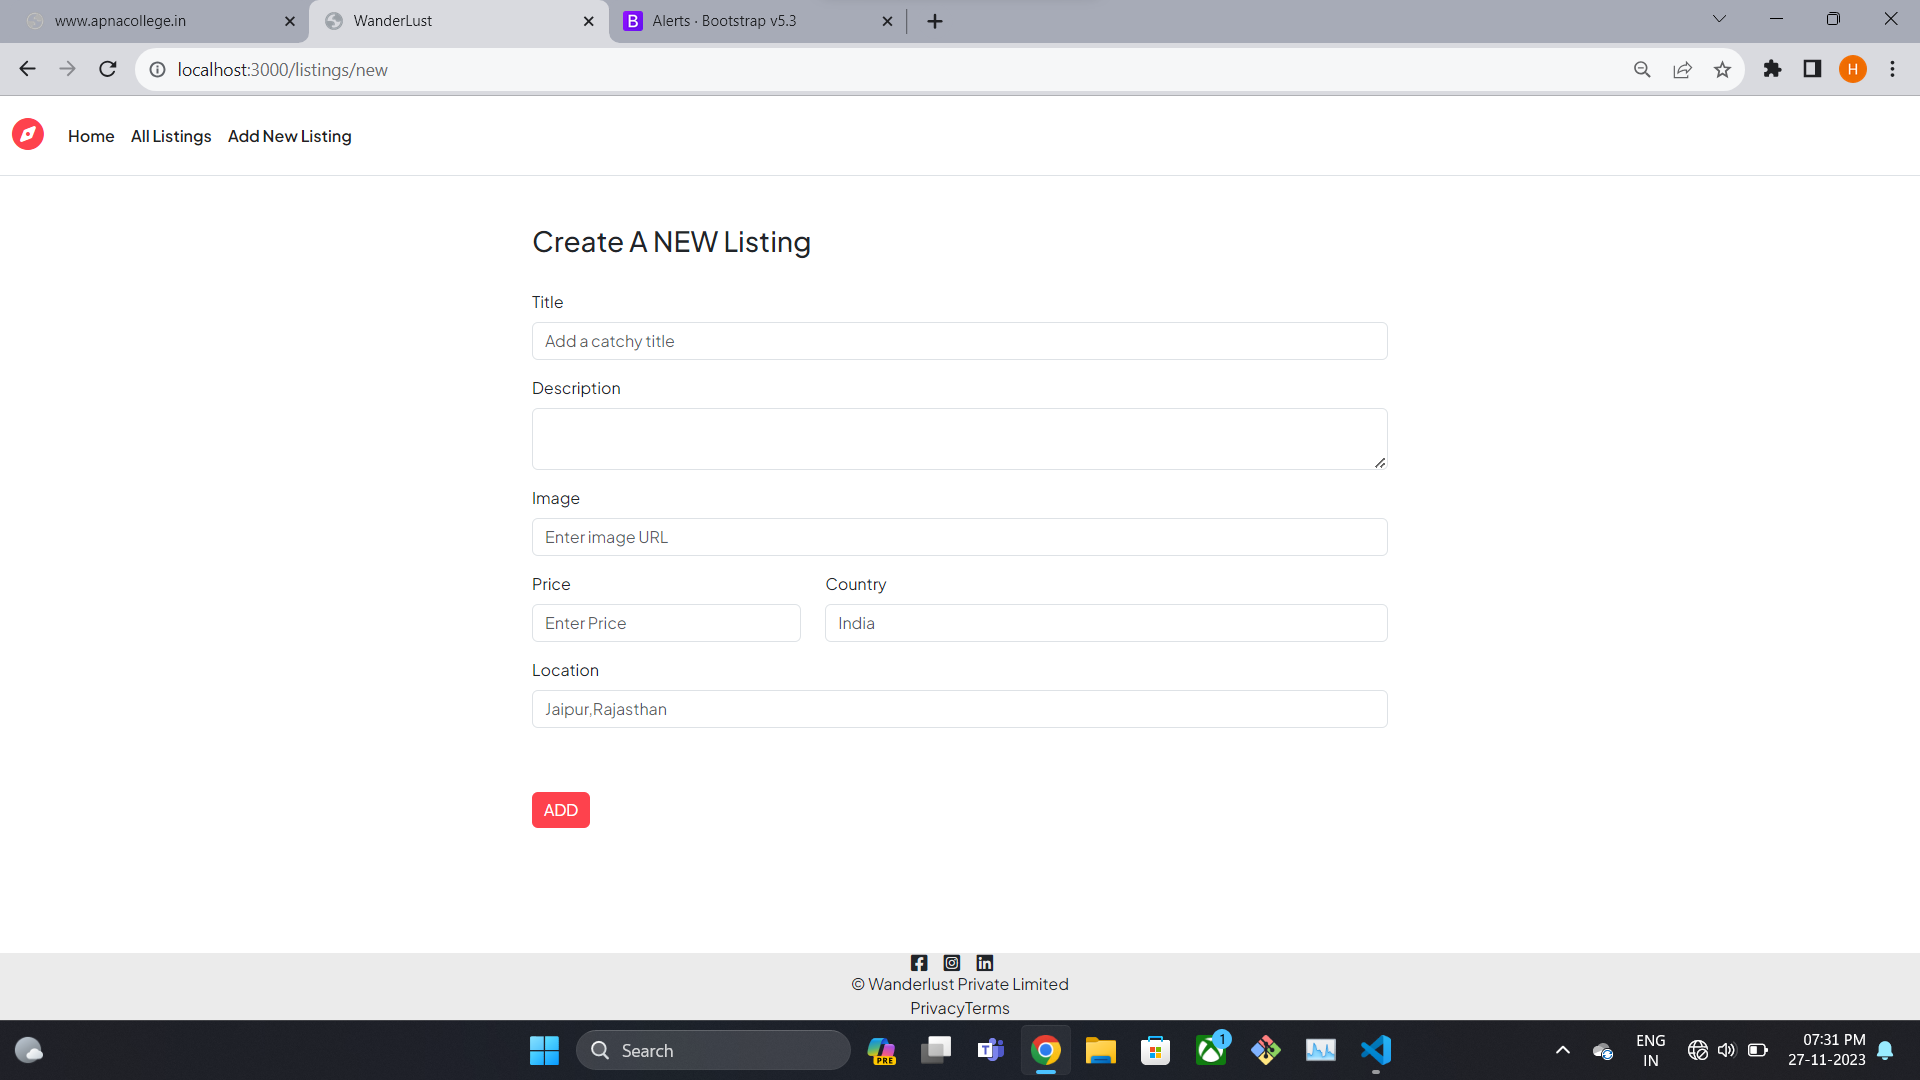 www.apnacollege.in
WanderLust
B
Alerts · Bootstrap v5.3
localhost:3000/listings/new
H
Home
All Listings
Add New Listing
Create A NEW Listing
Title
Add a catchy title
Description
Image
Enter image URL
Price
Country
Enter Price
India
Location
Jaipur,Rajasthan
ADD
© Wanderlust Private Limited
PrivacyTerms
Search
PRE
1
ENG
IN
07:31 PM
27-11-2023